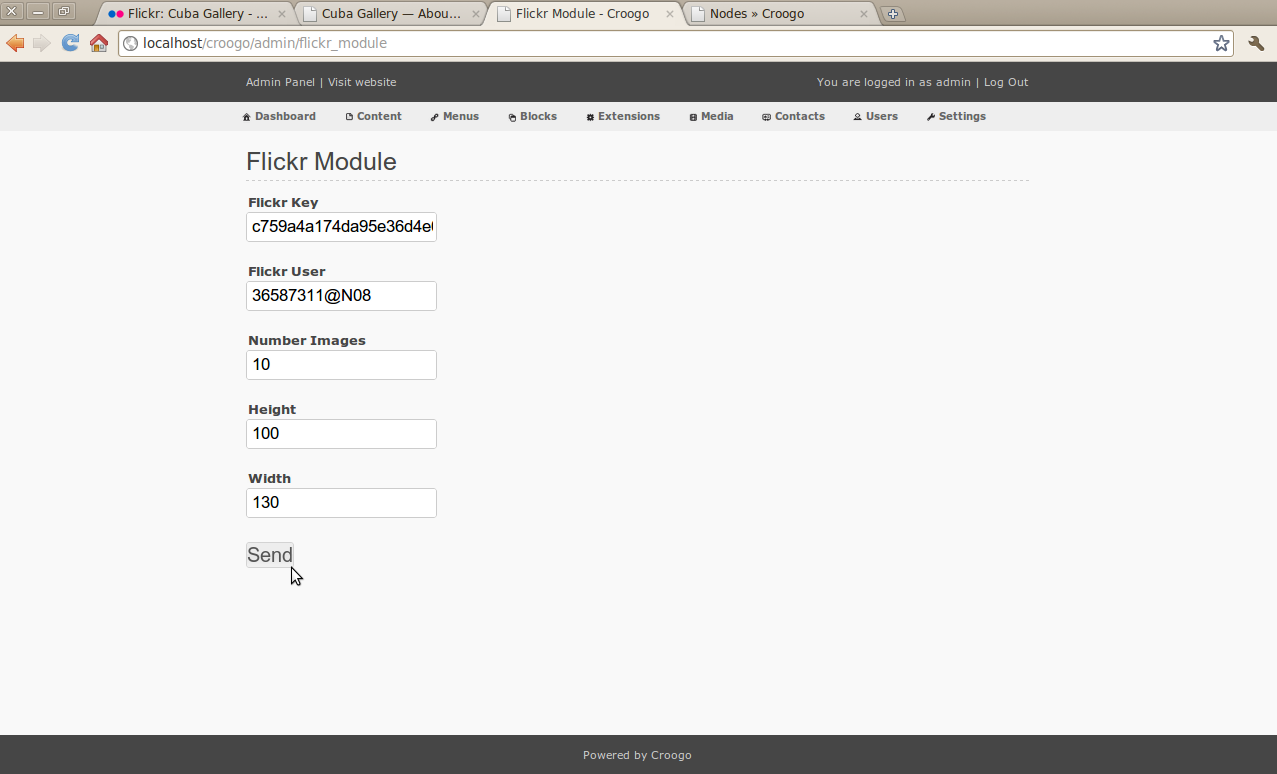 Flickr: Cuba Gallery - ...
Cuba Gallery — Abou...
Flickr Module - Croogo
Nodes » Croogo
localhost/croogo/admin/flickr_module
Admin Panel | Visit website
You are logged in as admin | Log Out
Dashboard
Content
Menus
Blocks
Extensions
Media
Contacts
Users
Settings
Flickr Module
Flickr Key
c759a4a174da95e36d4e
Flickr User
36587311@N08
Number Images
10
Height
100
Width
130
Send
Powered by Croogo